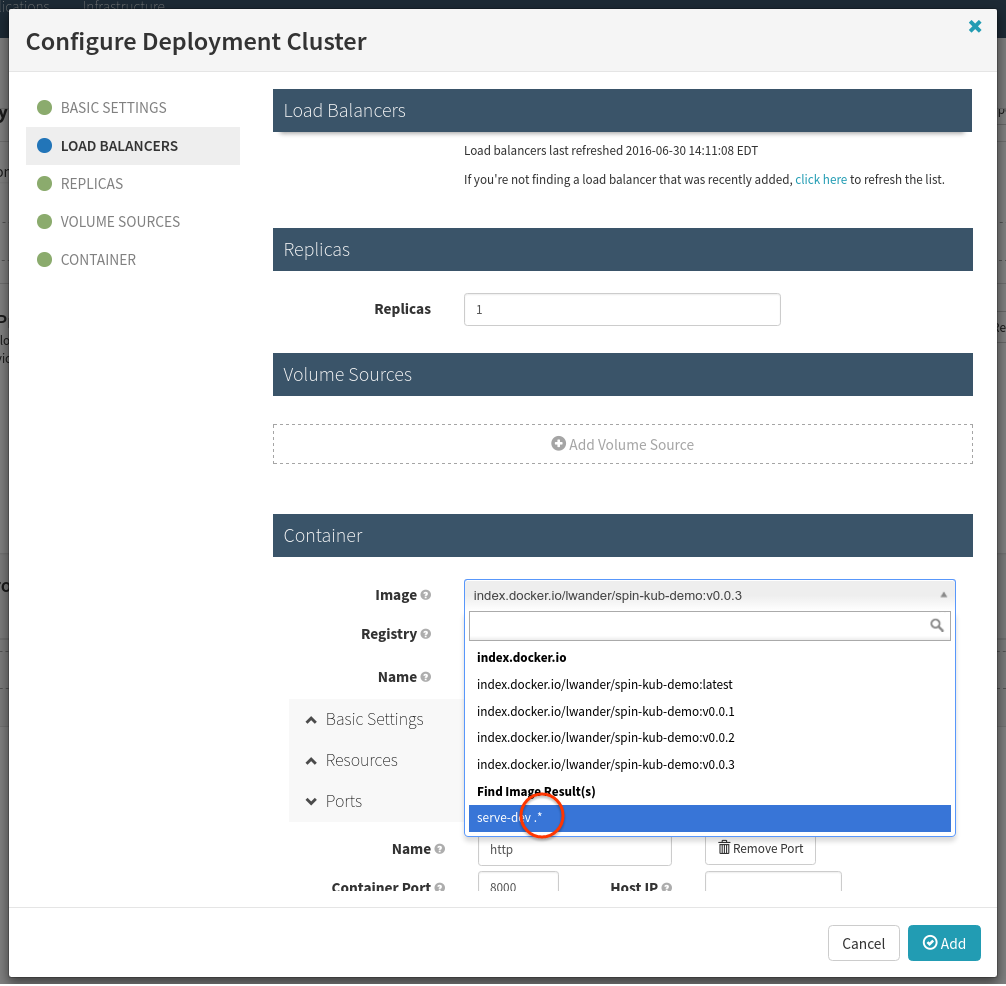 Infrastructure
Configure Deployment Cluster
BASIC SETTINGS
LOAD BALANCERS
REPLICAS
VOLUME SOURCES
CONTAINER
Load Balancers
Load balancers last refreshed 2016-06-30 14:11:08 EDT
If you're not finding a load balancer that was recently added, click here to refresh the list.
Replicas
Replicas 1
Volume Sources
Add Volume Source
Container
Image index.docker.io/lwander/spin-kub-demo:v0.0.3
Registry
index.docker.io
Name index.docker.io/lwander/spin-kub-demo:latest
Basic Settings index.docker.io/lwander/spin-kub-demo:v0.0.1
index.docker.io/lwander/spin-kub-demo:v0.0.2
Resources index.docker.io/lwander/spin-kub-demo:v0.0.3
Find Image Result(s)
Ports serve-dev .*
Name http Remove Port
Container Port 8000 Host IP
Cancel Add